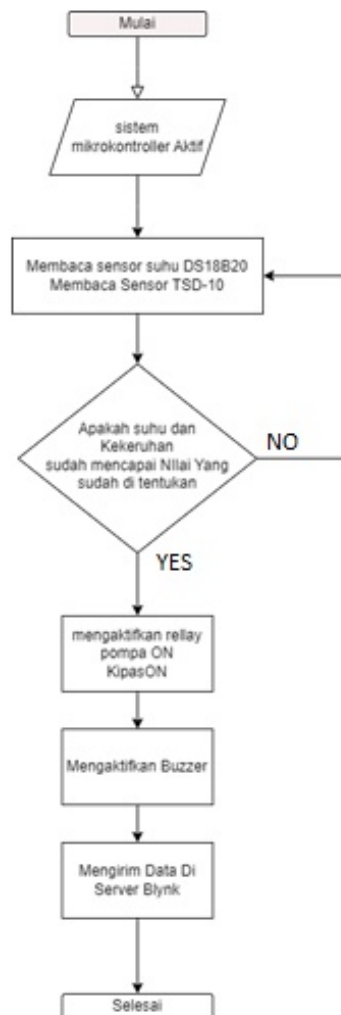 Mulai
sistem
mikrokontroller Aktif
Membaca sensor suhu DS18B20
Membaca Sensor TSD-10
Apakah suhu dan
Kekeruhan
sudah mencapai NIlai Yang
sudah di tentukan
NO
YES
mengaktifkan rellay
pompa ON
KipasON
Mengaktifkan Buzzer
Mengirim Data Di
Server Blynk
Selesai